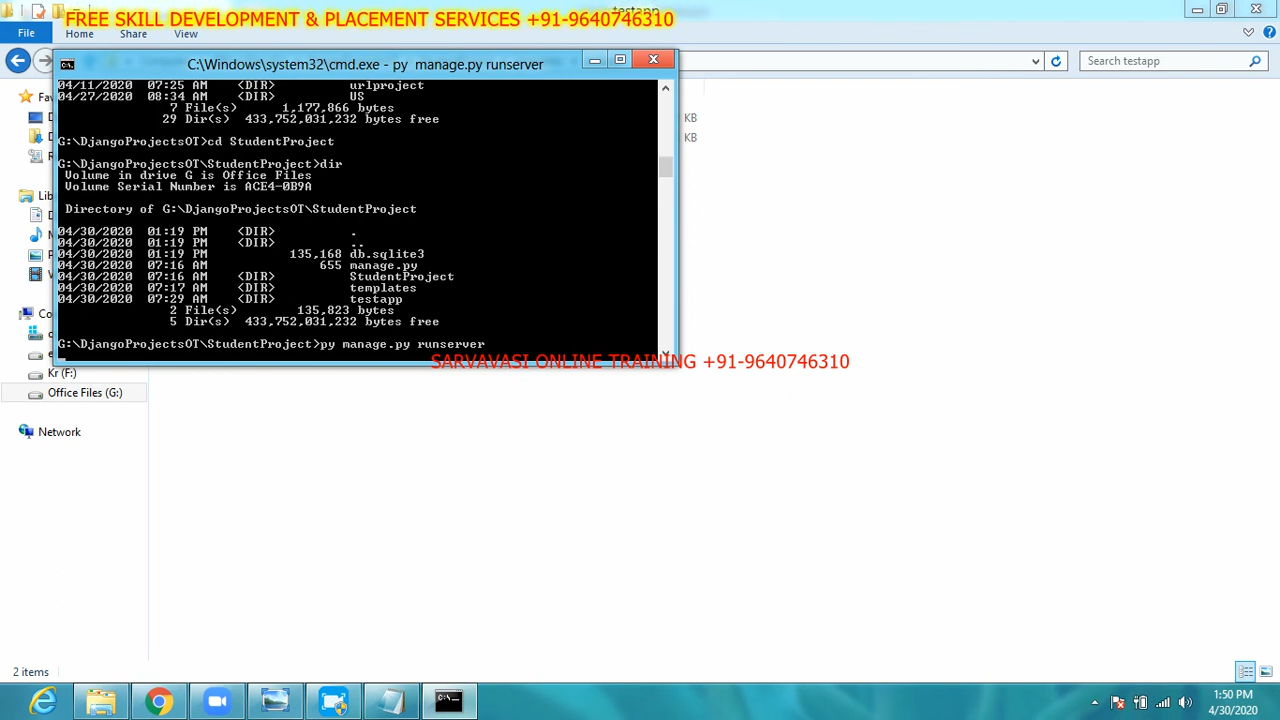 testapp
FREE SKILL DEVELOPMENT & PLACEMENT SERVICES +91-9640746310
File Home Share View
C:\Windows\system32\cmd.exe - py manage.py runserver
Search testapp
04/11/2020 07:25 AM <DIR> urlproject
04/27/2020 08:34 AM <DIR> US
7 File(s) 1,177,866 bytes
29 Dir(s) 433,752,031,232 bytes free
G:\DjangoProjectsOT>cd StudentProject
G:\DjangoProjectsOT\StudentProject>dir
Volume in drive G is Office Files
Volume Serial Number is ACE4-0B9A
Directory of G:\DjangoProjectsOT\StudentProject
04/30/2020 01:19 PM <DIR> .
04/30/2020 01:19 PM <DIR> ..
04/30/2020 01:19 PM 135,168 db.sqlite3
04/30/2020 07:16 AM 655 manage.py
04/30/2020 07:16 AM <DIR> StudentProject
04/30/2020 07:17 AM <DIR> templates
04/30/2020 07:29 AM <DIR> testapp
2 File(s) 135,823 bytes
5 Dir(s) 433,752,031,232 bytes free
G:\DjangoProjectsOT\StudentProject>py manage.py runserver
KB
KB
SARVAVASI ONLINE TRAINING +91-9640746310
Kr (F:)
Office Files (G:)
Network
2 items
1:50 PM
4/30/2020